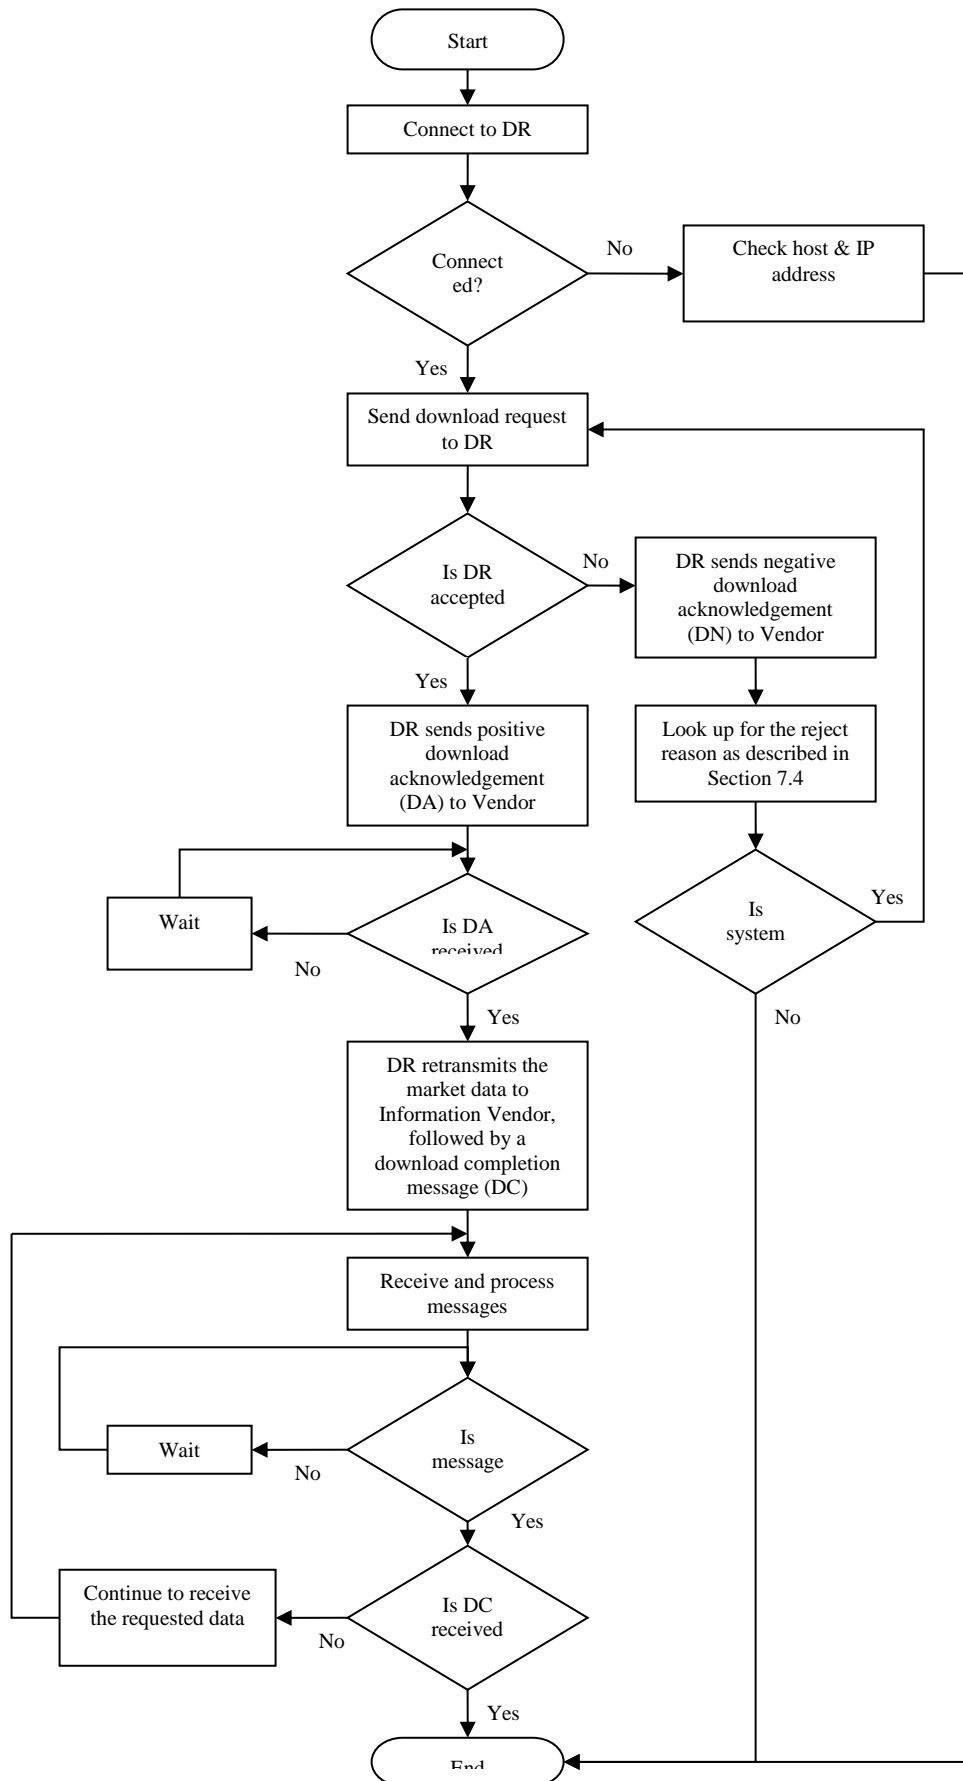 Start
Connect to DR
Connect
ed?
No
Check host & IP
address
Yes
Send download request
to DR
Is DR
accepted
No
DR sends negative
download
acknowledgement
(DN) to Vendor
Yes
DR sends positive
download
acknowledgement
(DA) to Vendor
Look up for the reject
reason as described in
Section 7.4
Wait
Is DA
received
No
Is
system
Yes
Yes
No
DR retransmits the
market data to
Information Vendor,
followed by a
download completion
message (DC)
Receive and process
messages
Wait
No
Is
message
Yes
Continue to receive
the requested data
No
Is DC
received
Yes
End